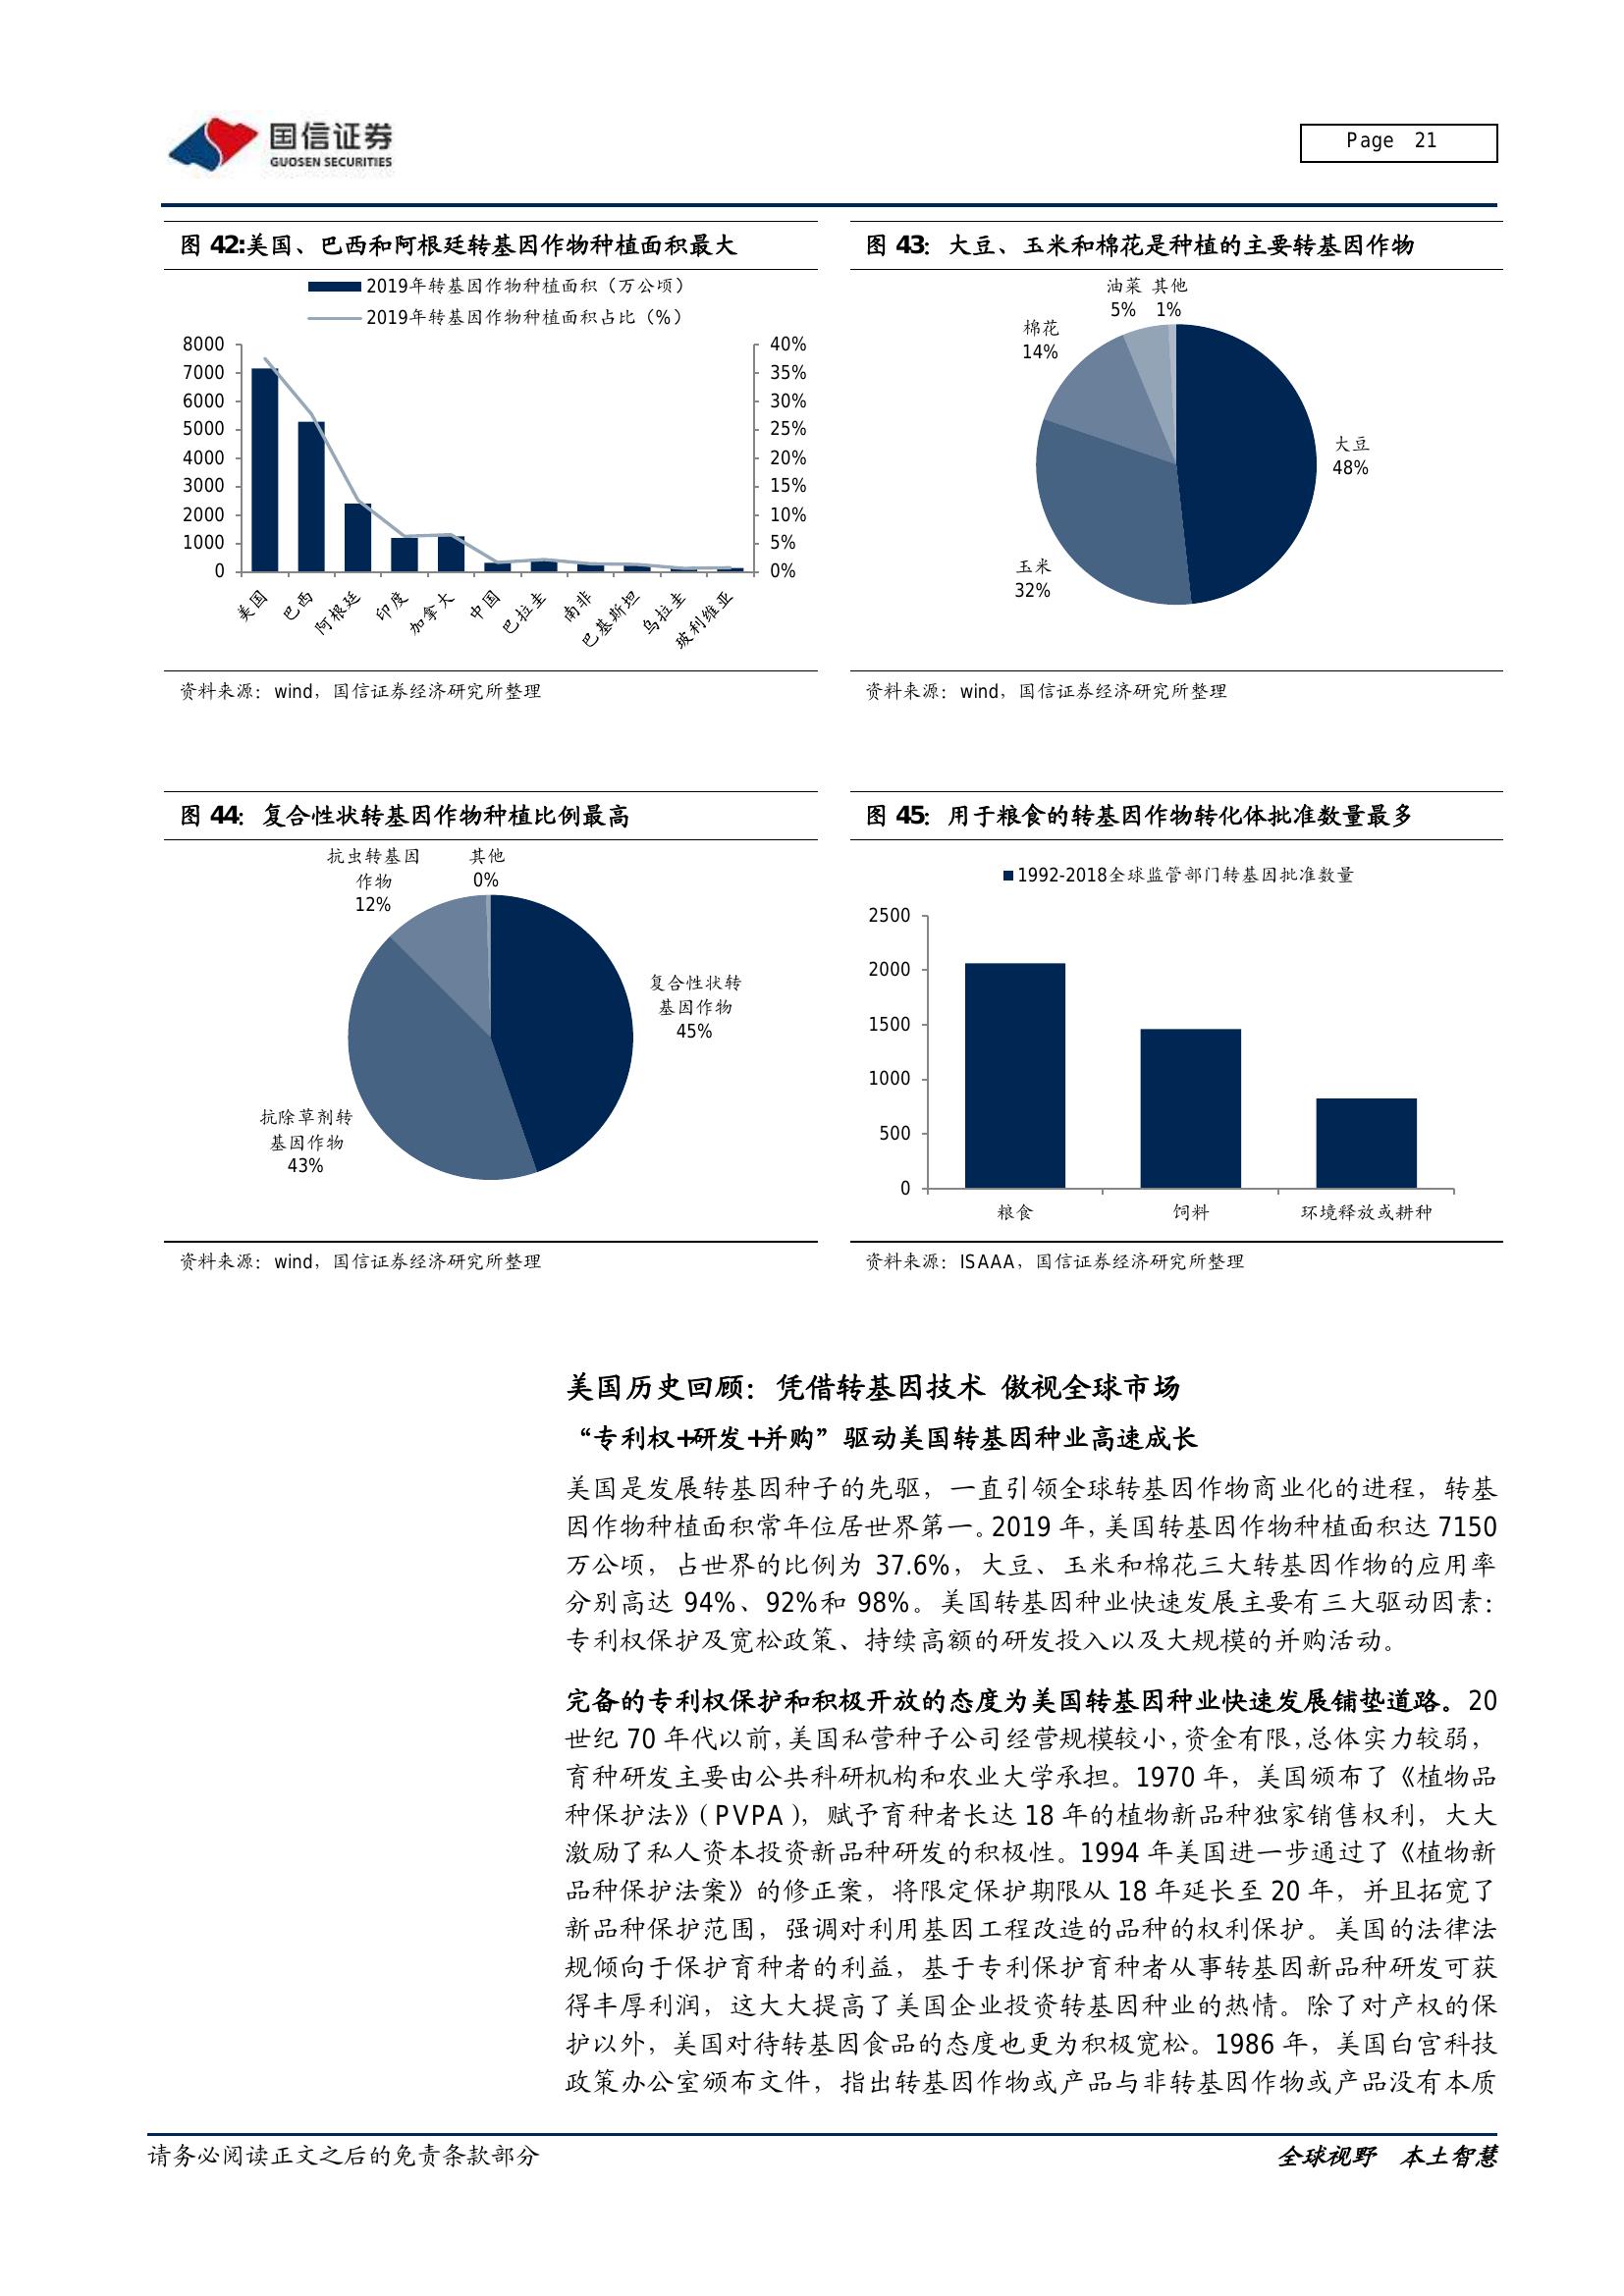 国信证券
GUOSEN SECURITIES
Page 21
图 42:美国、巴西和阿根廷转基因作物种植面积最大
2019年转基因作物种植面积（万公顷）
2019年转基因作物种植面积占比（%）
8000
7000
6000
5000
4000
3000
2000
1000
0
40%
35%
30%
25%
20%
15%
10%
5%
0%
美国
巴西
阿根廷
印度
加拿大
中国
巴拉圭
南非
巴基斯坦
乌拉圭
玻利维亚
资料来源：wind，国信证券经济研究所整理
图 43：大豆、玉米和棉花是种植的主要转基因作物
油菜
5%
其他
1%
棉花
14%
大豆
48%
玉米
32%
资料来源：wind，国信证券经济研究所整理
图 44：复合性状转基因作物种植比例最高
抗虫转基因
作物
12%
其他
0%
复合性状转
基因作物
45%
抗除草剂转
基因作物
43%
资料来源：wind，国信证券经济研究所整理
图 45：用于粮食的转基因作物转化体批准数量最多
1992-2018全球监管部门转基因批准数量
2500
2000
1500
1000
500
0
粮食
饲料
环境释放或耕种
资料来源：ISAAA，国信证券经济研究所整理
美国历史回顾：凭借转基因技术 傲视全球市场
“专利权+研发+并购”驱动美国转基因种业高速成长
美国是发展转基因种子的先驱，一直引领全球转基因作物商业化的进程，转基
因作物种植面积常年位居世界第一。2019 年，美国转基因作物种植面积达 7150
万公顷，占世界的比例为 37.6%，大豆、玉米和棉花三大转基因作物的应用率
分别高达 94%、92%和 98%。美国转基因种业快速发展主要有三大驱动因素：
专利权保护及宽松政策、持续高额的研发投入以及大规模的并购活动。
完备的专利权保护和积极开放的态度为美国转基因种业快速发展铺垫道路。20
世纪 70 年代以前，美国私营种子公司经营规模较小，资金有限，总体实力较弱，
育种研发主要由公共科研机构和农业大学承担。1970 年，美国颁布了《植物品
种保护法》（PVPA），赋予育种者长达 18 年的植物新品种独家销售权利，大大
激励了私人资本投资新品种研发的积极性。1994 年美国进一步通过了《植物新
品种保护法案》的修正案，将限定保护期限从 18 年延长至 20 年，并且拓宽了
新品种保护范围，强调对利用基因工程改造的品种的权利保护。美国的法律法
规倾向于保护育种者的利益，基于专利保护育种者从事转基因新品种研发可获
得丰厚利润，这大大提高了美国企业投资转基因种业的热情。除了对产权的保
护以外，美国对待转基因食品的态度也更为积极宽松。1986 年，美国白宫科技
政策办公室颁布文件，指出转基因作物或产品与非转基因作物或产品没有本质
请务必阅读正文之后的免责条款部分
全球视野 本土智慧